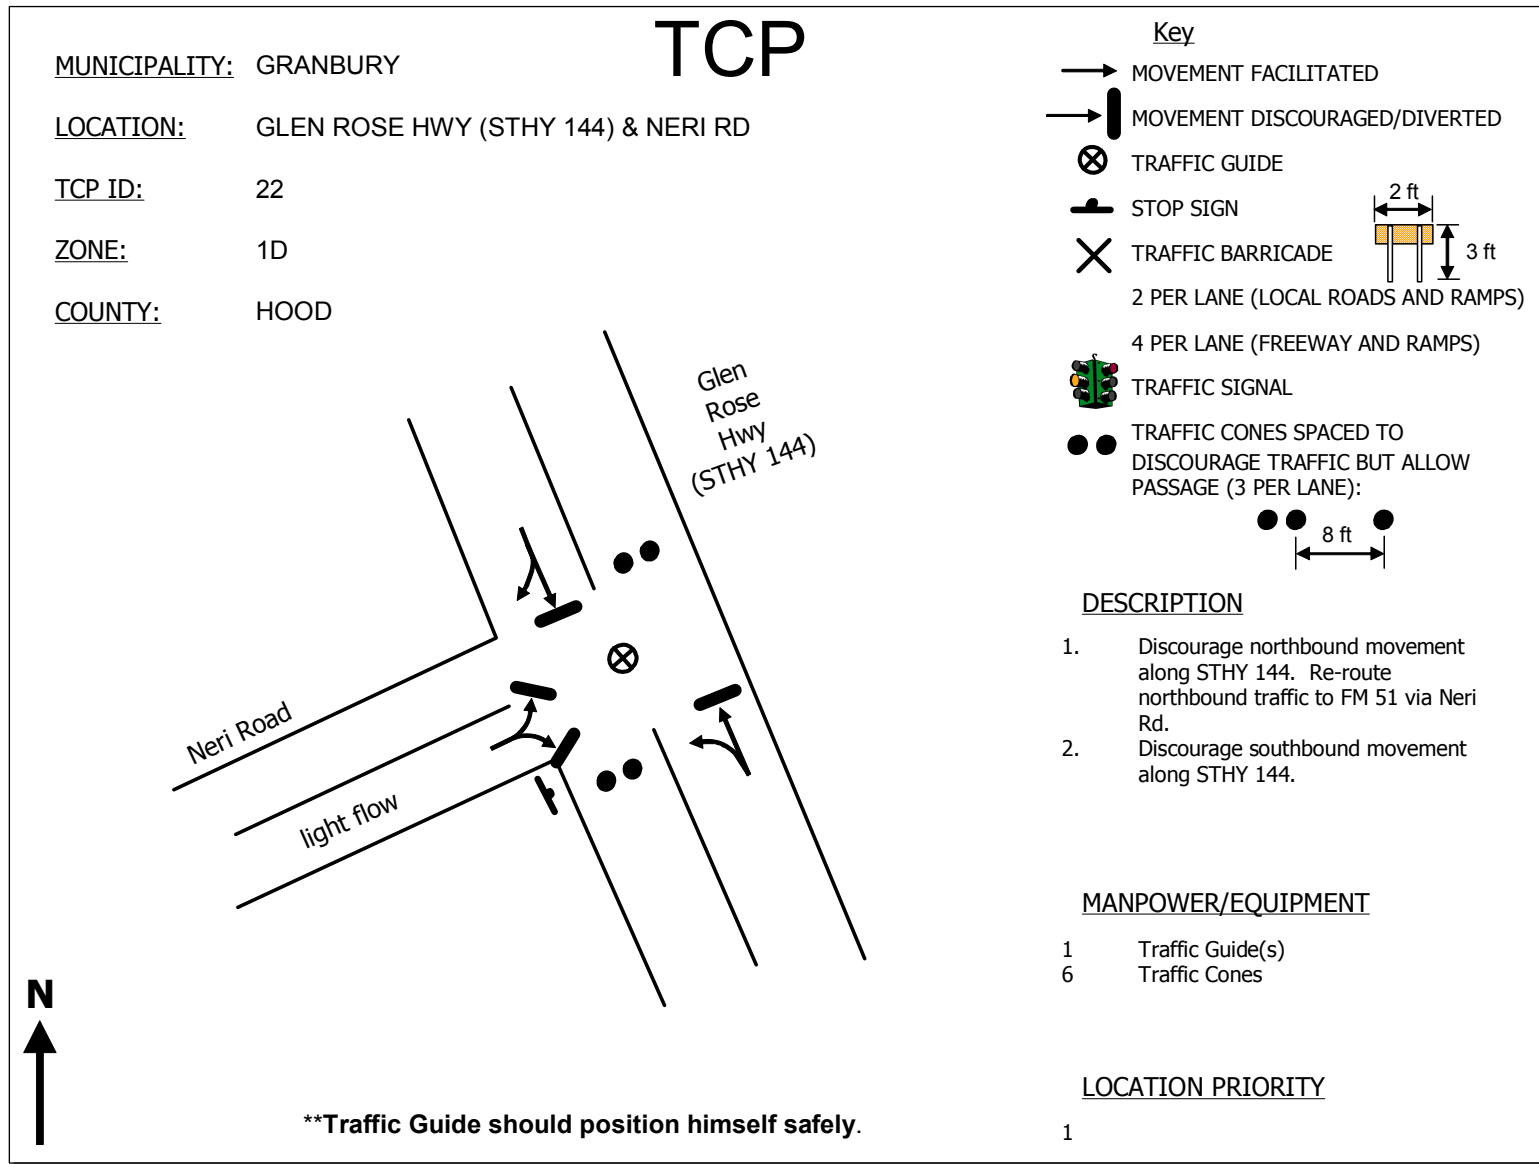 TCP
MUNICIPALITY: GRANBURY
LOCATION: GLEN ROSE HWY (STHY 144) & NERI RD
TCP ID: 22
ZONE: 1D
COUNTY: HOOD
Glen
Rose
Hwy
(STHY 144)
Neri Road
light flow
N
**Traffic Guide should position himself safely.
Key
MOVEMENT FACILITATED
MOVEMENT DISCOURAGED/DIVERTED
TRAFFIC GUIDE
STOP SIGN
2 ft
TRAFFIC BARRICADE
3 ft
2 PER LANE (LOCAL ROADS AND RAMPS)
4 PER LANE (FREEWAY AND RAMPS)
TRAFFIC SIGNAL
TRAFFIC CONES SPACED TO
DISCOURAGE TRAFFIC BUT ALLOW
PASSAGE (3 PER LANE):
8 ft
DESCRIPTION
1. Discourage northbound movement
along STHY 144. Re-route
northbound traffic to FM 51 via Neri
Rd.
2. Discourage southbound movement
along STHY 144.
MANPOWER/EQUIPMENT
1 Traffic Guide(s)
6 Traffic Cones
LOCATION PRIORITY
1